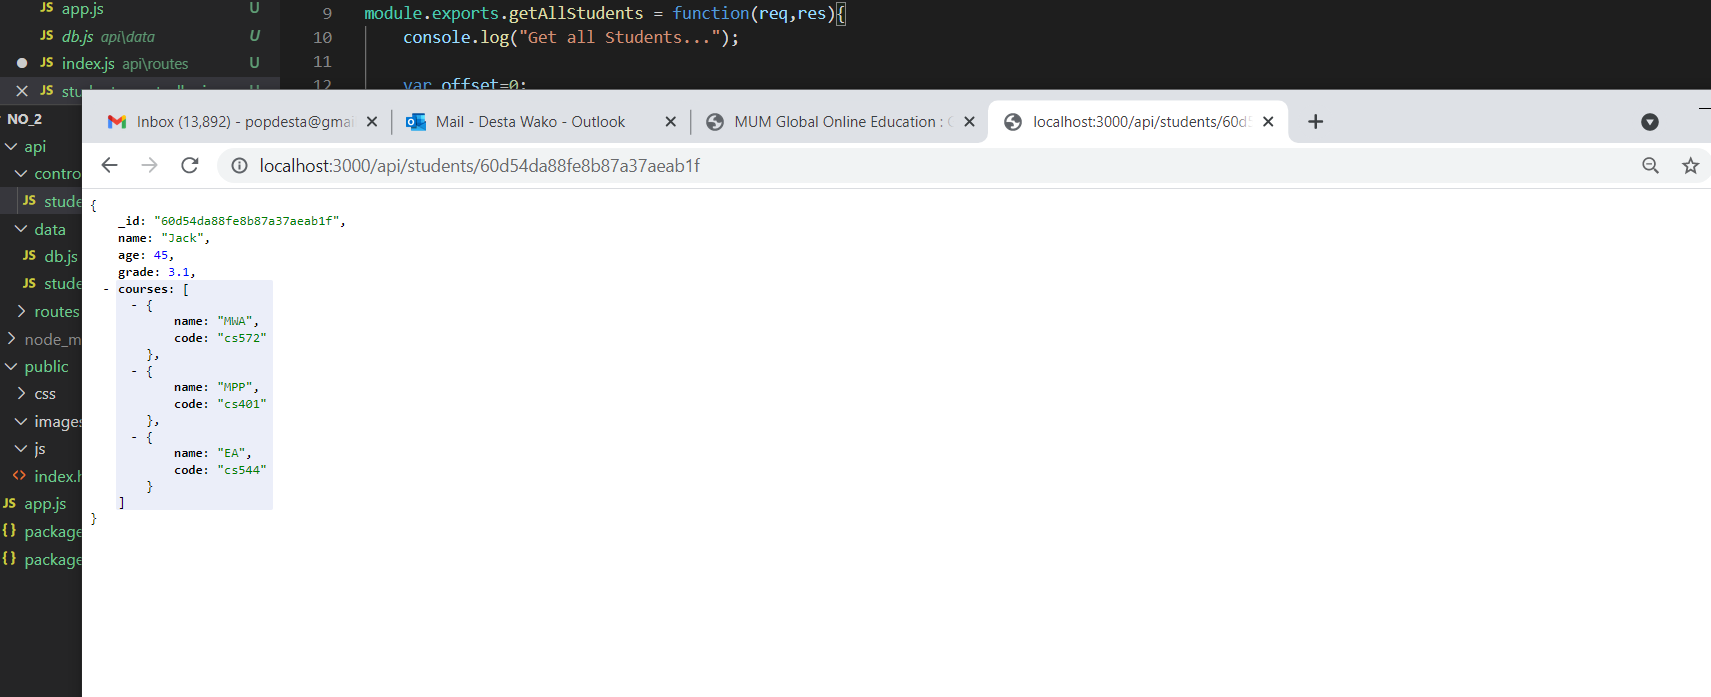 JS app.js U
JS db.js api\data U
JS index.js api\routes U
JS
NO_2
api
contro
JS stude
data
JS db.js
JS stude
routes
node_m
public
css
images
js
<> index.h
JS app.js
{} package
{} package
9 module.exports.getAllStudents = function(req,res){
10 console.log("Get all Students...");
11
12 var offset=0;
Inbox (13,892) - popdesta@gmai
Mail - Desta Wako - Outlook
MUM Global Online Education :
localhost:3000/api/students/60d5
localhost:3000/api/students/60d54da88fe8b87a37aeab1f
{
_id: "60d54da88fe8b87a37aeab1f",
name: "Jack",
age: 45,
grade: 3.1,
- courses: [
- {
name: "MWA",
code: "cs572"
},
- {
name: "MPP",
code: "cs401"
},
- {
name: "EA",
code: "cs544"
}
]
}